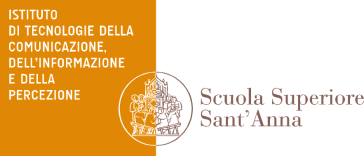 ISTITUTO
DI TECNOLOGIE DELLA
COMUNICAZIONE,
DELL'INFORMAZIONE
E DELLA
PERCEZIONE
Scuola Superiore
Sant'Anna